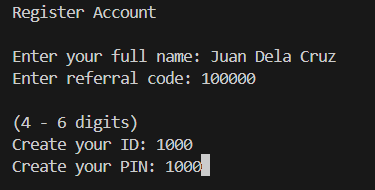 Register Account
Enter your full name: Juan Dela Cruz
Enter referral code: 100000
(4 - 6 digits)
Create your ID: 1000
Create your PIN: 1000